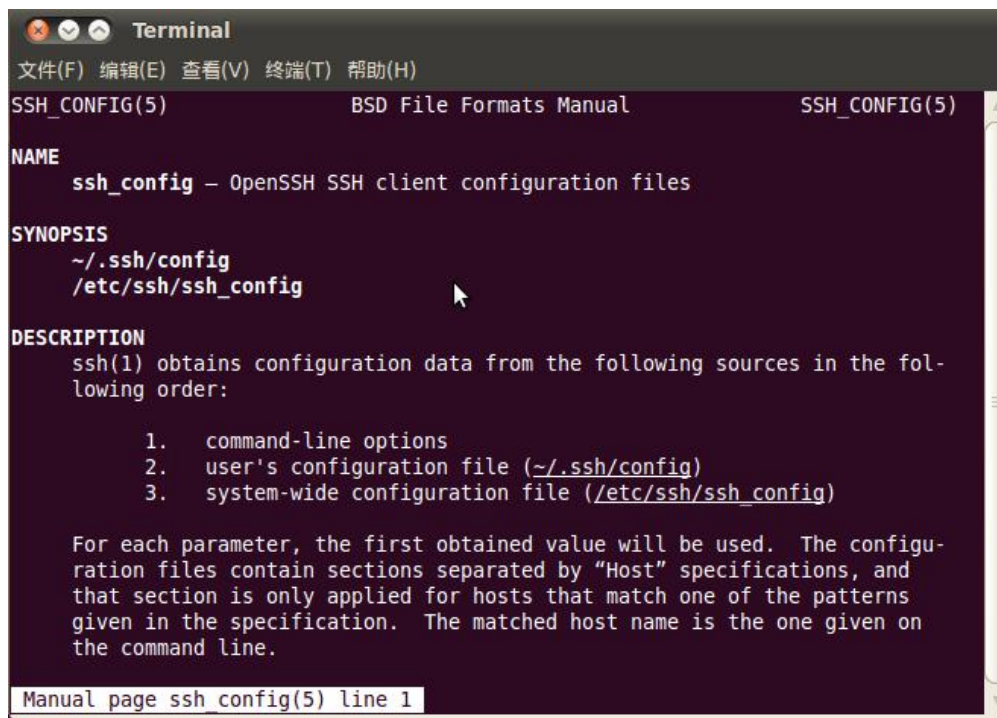 Terminal
文件(F) 编辑(E) 查看(V) 终端(T) 帮助(H)
SSH_CONFIG(5) BSD File Formats Manual SSH_CONFIG(5)
NAME
ssh_config — OpenSSH SSH client configuration files
SYNOPSIS
~/.ssh/config
/etc/ssh/ssh_config
DESCRIPTION
ssh(1) obtains configuration data from the following sources in the fol-
lowing order:
1. command-line options
2. user's configuration file (~/.ssh/config)
3. system-wide configuration file (/etc/ssh/ssh_config)
For each parameter, the first obtained value will be used. The configu-
ration files contain sections separated by “Host” specifications, and
that section is only applied for hosts that match one of the patterns
given in the specification. The matched host name is the one given on
the command line.
Manual page ssh_config(5) line 1